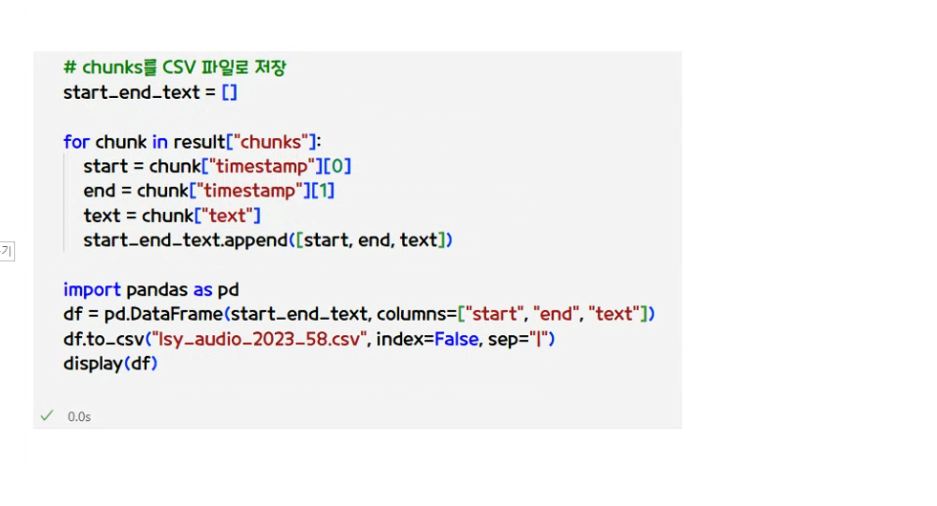 # chunks를 CSV 파일로 저장
start_end_text = []
for chunk in result["chunks"]:
start = chunk["timestamp"][0]
end = chunk["timestamp"][1]
text = chunk["text"]
start_end_text.append([start, end, text])
import pandas as pd
df = pd.DataFrame(start_end_text, columns=["start", "end", "text"])
df.to_csv("lsy_audio_2023_58.csv", index=False, sep="|")
display(df)
0.0s